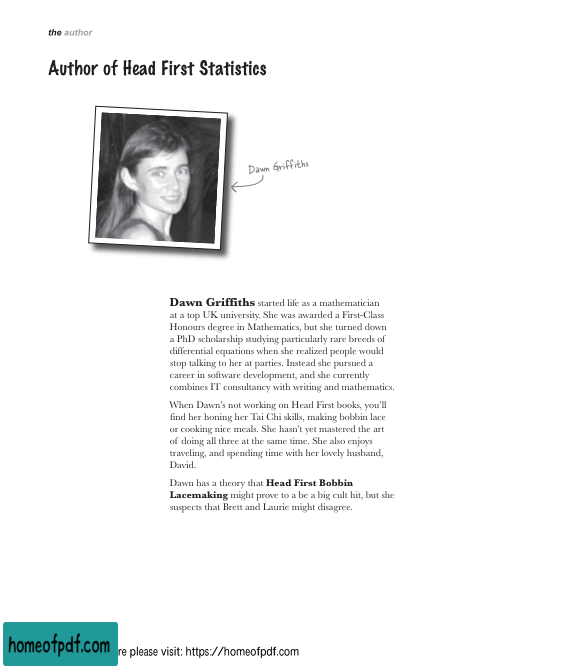 the author
Author of Head First Statistics
Dawn Griffiths
Dawn Griffiths started life as a mathematician
at a top UK university. She was awarded a First-Class
Honours degree in Mathematics, but she turned down
a PhD scholarship studying particularly rare breeds of
differential equations when she realized people would
stop talking to her at parties. Instead she pursued a
career in software development, and she currently
combines IT consultancy with writing and mathematics.
When Dawn's not working on Head First books, you'll
find her honing her Tai Chi skills, making bobbin lace
or cooking nice meals. She hasn't yet mastered the art
of doing all three at the same time. She also enjoys
traveling, and spending time with her lovely husband,
David.
Dawn has a theory that Head First Bobbin
Lacemaking might prove to a be a big cult hit, but she
suspects that Brett and Laurie might disagree.
homeofpdf.com
re please visit: https://homeofpdf.com